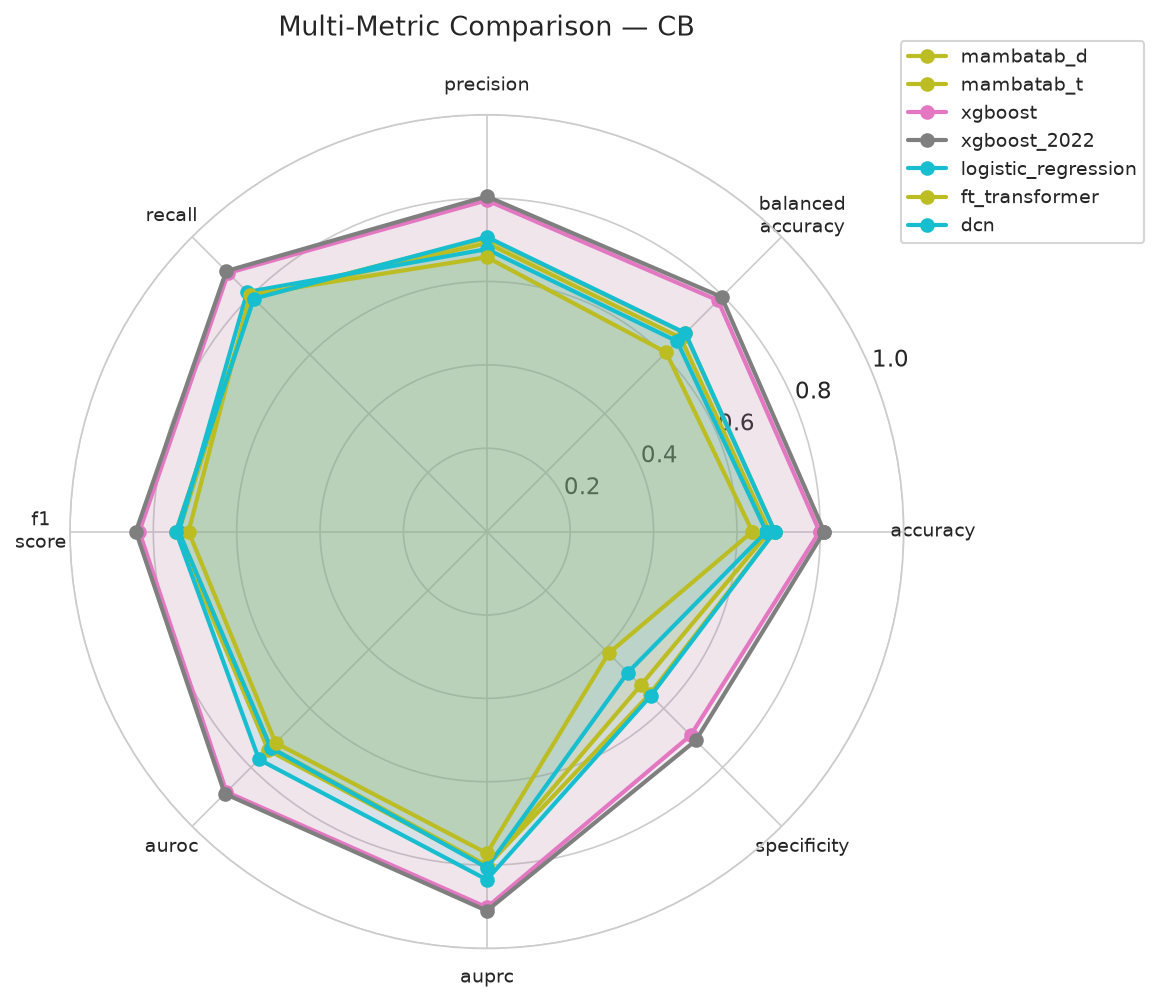 Multi-Metric Comparison — CB
mambatab_d
mambatab_t
xgboost
xgboost_2022
logistic_regression
ft_transformer
dcn
precision
balanced
accuracy
recall
1.0
0.8
0.6
0.4
0.2
f1
score
accuracy
auroc
specificity
auprc